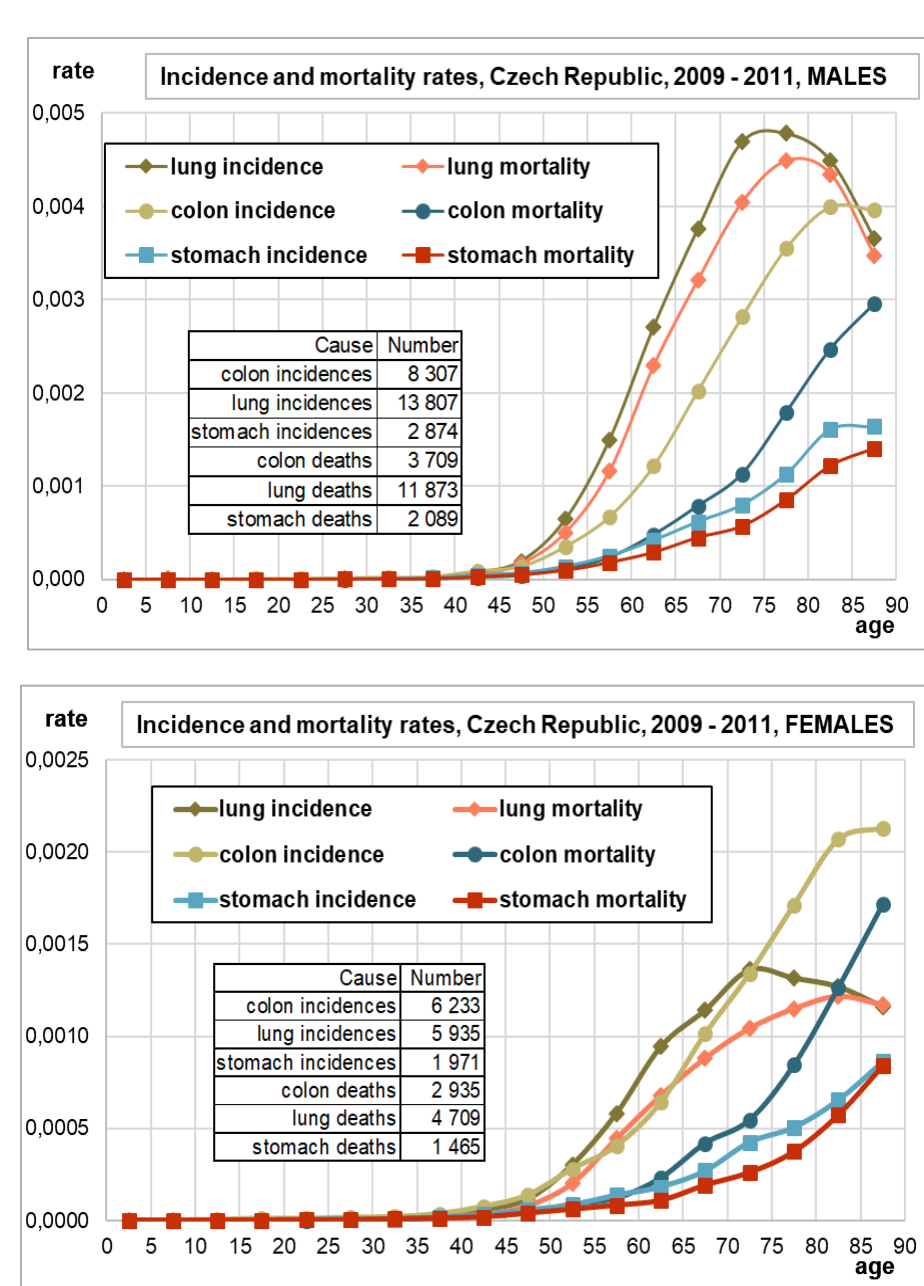 rate
Incidence and mortality rates, Czech Republic, 2009 - 2011, MALES
0,005
lung incidence lung mortality
0,004
colon incidence colon mortality
stomach incidence stomach mortality
0,003
Cause Number
colon incidences 8 307
0,002
lung incidences 13 807
stomach incidences 2 874
colon deaths 3 709
0,001
lung deaths 11 873
stomach deaths 2 089
0,000
0 5 10 15 20 25 30 35 40 45 50 55 60 65 70 75 80 85 90
age
rate
Incidence and mortality rates, Czech Republic, 2009 - 2011, FEMALES
0,0025
lung incidence lung mortality
0,0020
colon incidence colon mortality
stomach incidence stomach mortality
0,0015
Cause Number
colon incidences 6 233
0,0010
lung incidences 5 935
stomach incidences 1 971
colon deaths 2 935
0,0005
lung deaths 4 709
stomach deaths 1 465
0,0000
0 5 10 15 20 25 30 35 40 45 50 55 60 65 70 75 80 85 90
age